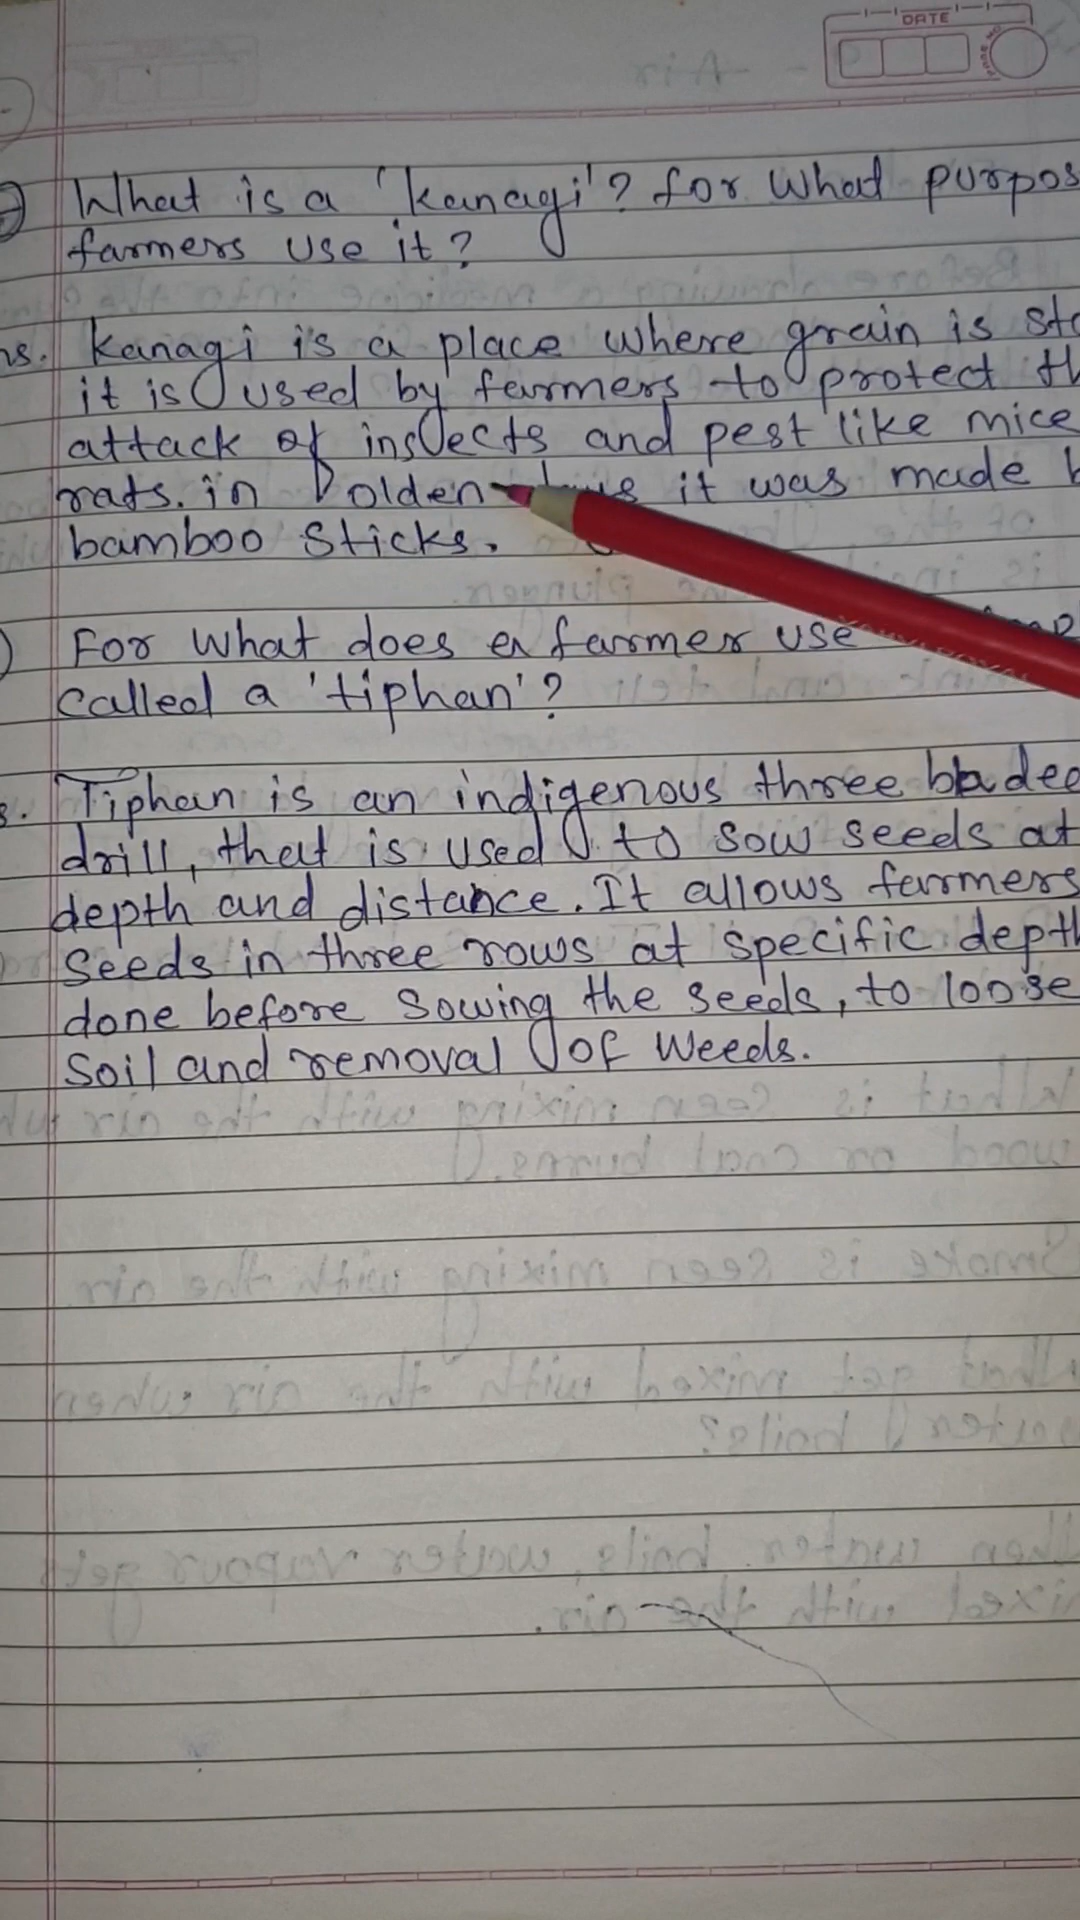 DATE
What is a 'kanagi'? for What purpos
farmers use it?
ns. Kanagi is a place where grain is sto
it is used by farmers to protect th
attack of insects and pest like mice
rats. in olden it was made b
bamboo sticks.
For What does a farmer use
called a 'tiphan'?
s. Tiphan is an indigenous three bladed
drill, that is used to sow seeds at
depth and distance. It allows farmers
Seeds in three rows at specific depth
done before sowing the seeds, to loose
Soil and removal of weeds.